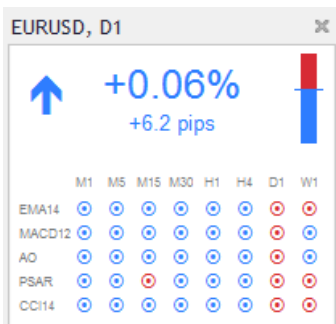 EURUSD, D1
+0.06%
+6.2 pips
M1 M5 M15 M30 H1 H4 D1 W1
EMA14
MACD12
AO
PSAR
CCI14